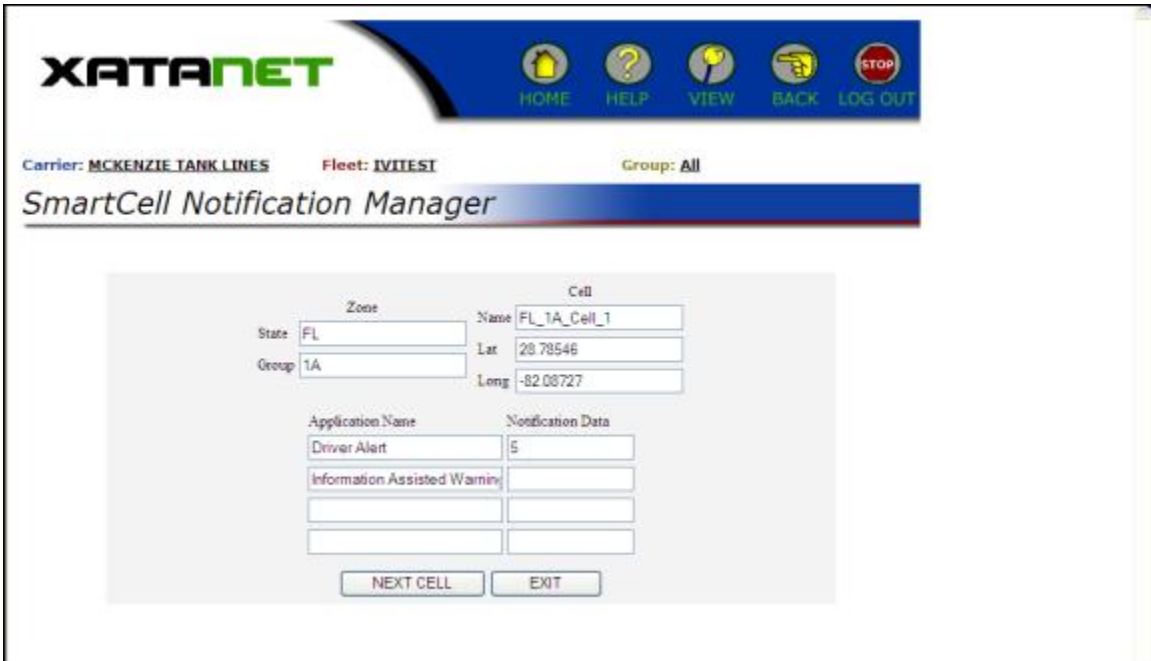 XATANET
HOME HELP VIEW BACK STOP LOG OUT
Carrier: MCKENZIE TANK LINES Fleet: IVITEST Group: All
SmartCell Notification Manager
Zone
Cell
State FL
Group 1A
Name FL_1A_Cell_1
Lat 28.78546
Long -82.08727
Application Name Notification Data
Driver Alert 5
Information Assisted Warning
NEXT CELL EXIT